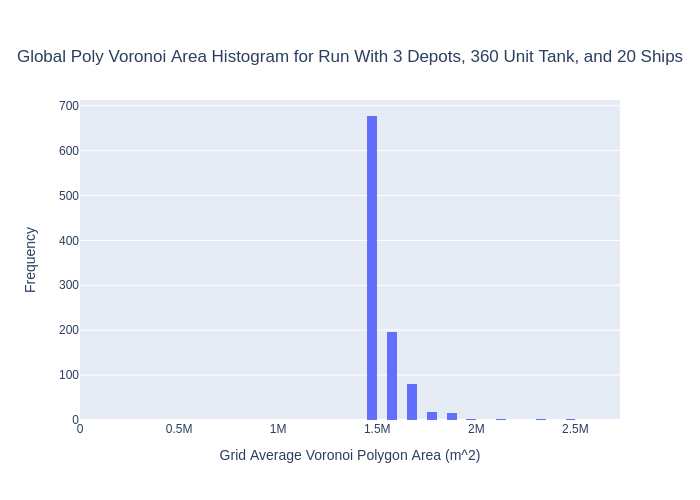 Global Poly Voronoi Area Histogram for Run With 3 Depots, 360 Unit Tank, and 20 Ships
700
600
500
400
300
200
100
0
Frequency
0
0.5M
1M
1.5M
2M
2.5M
Grid Average Voronoi Polygon Area (m^2)